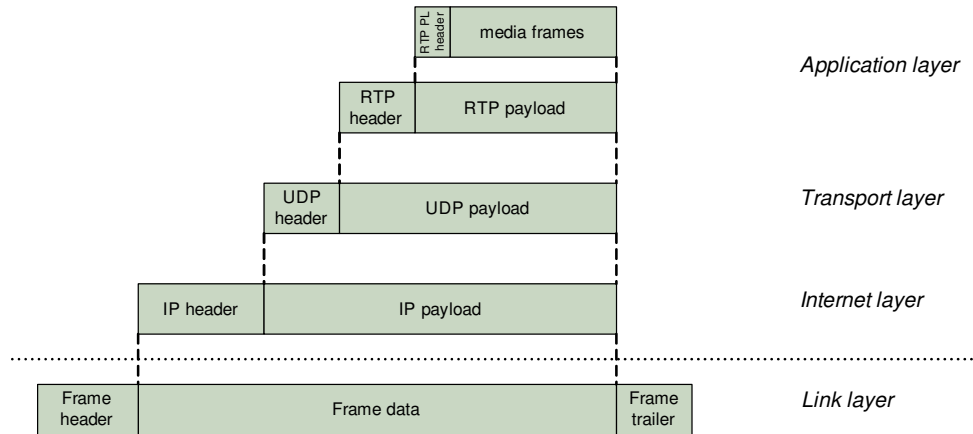 RTP PL
header
media frames
Application layer
RTP
header
RTP payload
UDP
header
UDP payload
Transport layer
IP header
IP payload
Internet layer
Frame
header
Frame data
Frame
trailer
Link layer